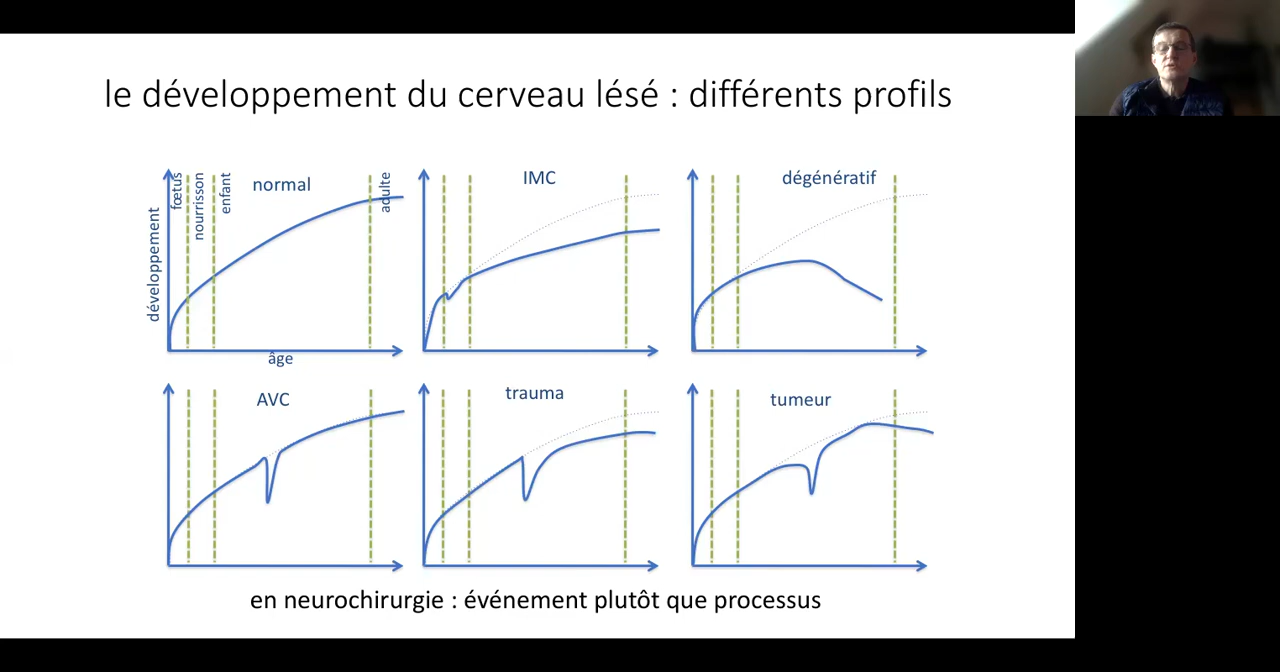 le développement du cerveau lésé : différents profils
développement
fœtus
nourrisson
enfant
normal
adulte
âge
IMC
dégénératif
AVC
trauma
tumeur
en neurochirurgie : événement plutôt que processus